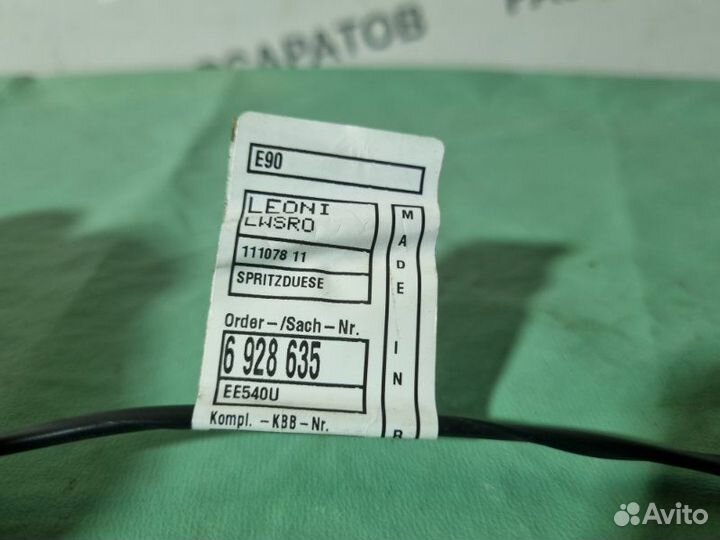 ОСАРАТОВ
E90
LEONI
LWSRO
111078 11
SPRITZDUESE
MADE IN R
Order-/Sach-Nr.
6 928 635
EE540U
Kompl. -KBB-Nr.
Avito